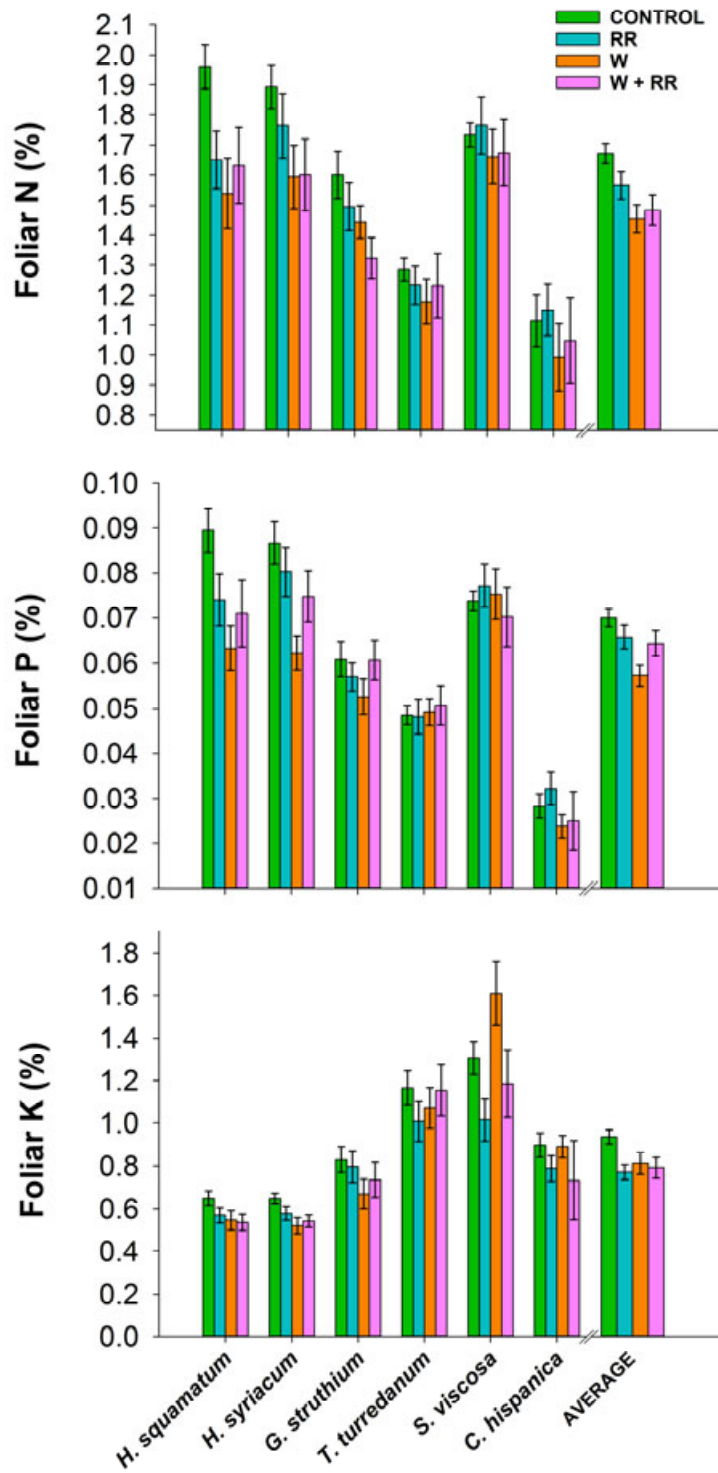 CONTROL
RR
W
W + RR
Foliar N (%)
2.1
2.0
1.9
1.8
1.7
1.6
1.5
1.4
1.3
1.2
1.1
1.0
0.9
0.8
Foliar P (%)
0.10
0.09
0.08
0.07
0.06
0.05
0.04
0.03
0.02
0.01
Foliar K (%)
1.8
1.6
1.4
1.2
1.0
0.8
0.6
0.4
0.2
0.0
H. squamatum
H. syriacum
G. struthium
T. turredanum
S. viscosa
C. hispanica
AVERAGE